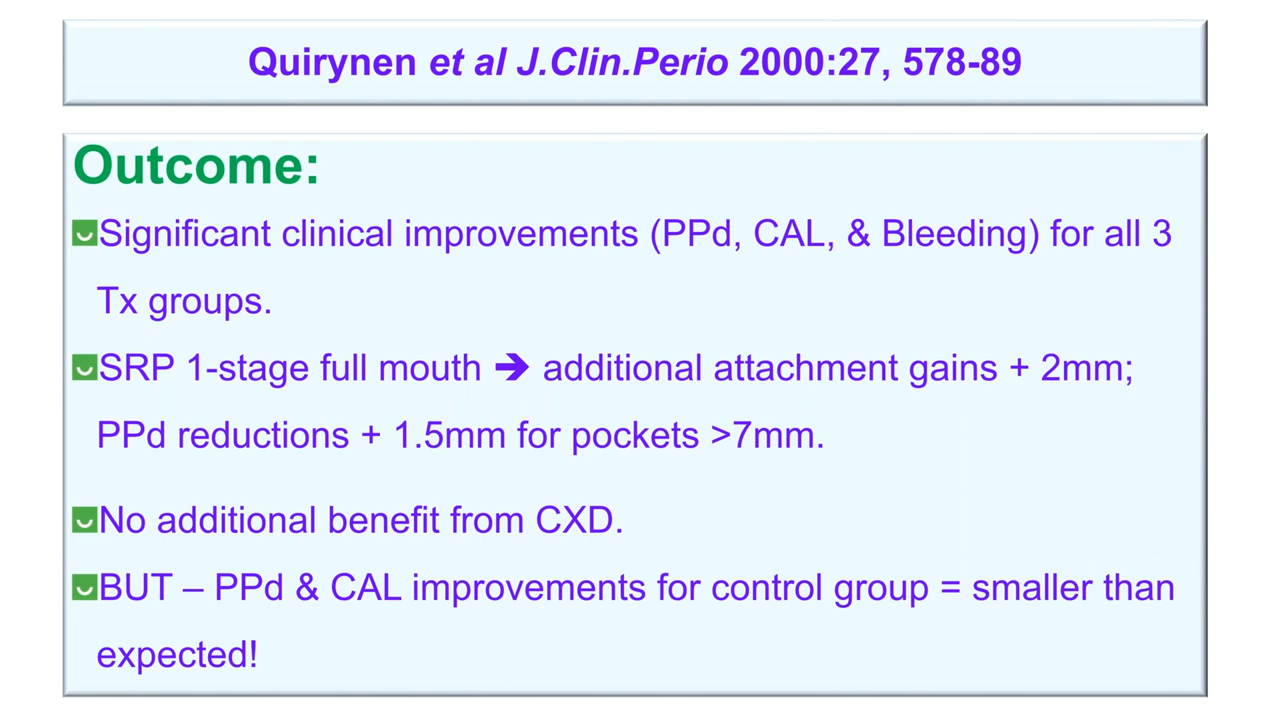 Quirynen et al J.Clin.Perio 2000:27, 578-89
Outcome:
Significant clinical improvements (PPd, CAL, & Bleeding) for all 3
Tx groups.
SRP 1-stage full mouth ➔ additional attachment gains + 2mm;
PPd reductions + 1.5mm for pockets >7mm.
No additional benefit from CXD.
BUT – PPd & CAL improvements for control group = smaller than
expected!